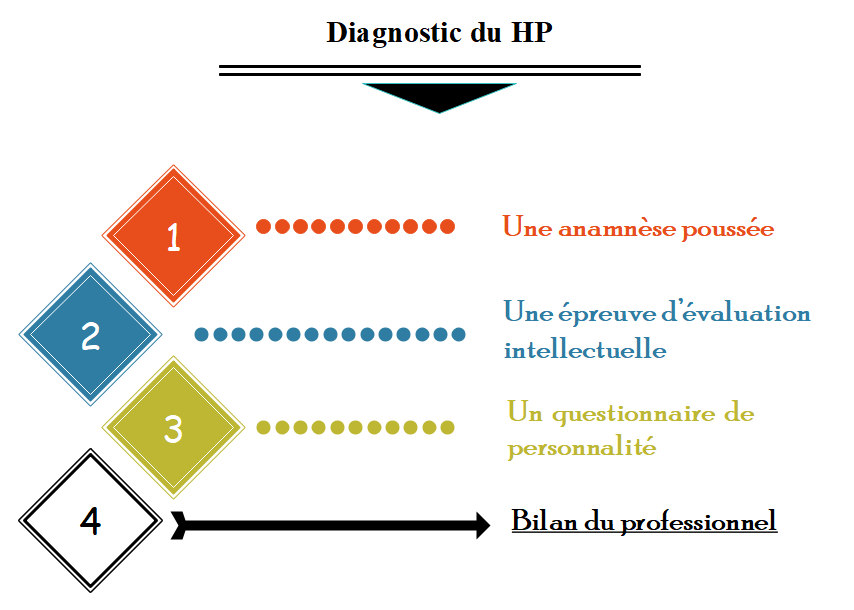 Diagnostic du HP
1
Une anamnèse poussée
2
Une épreuve d'évaluation
intellectuelle
3
Un questionnaire de
personnalité
4
Bilan du professionnel